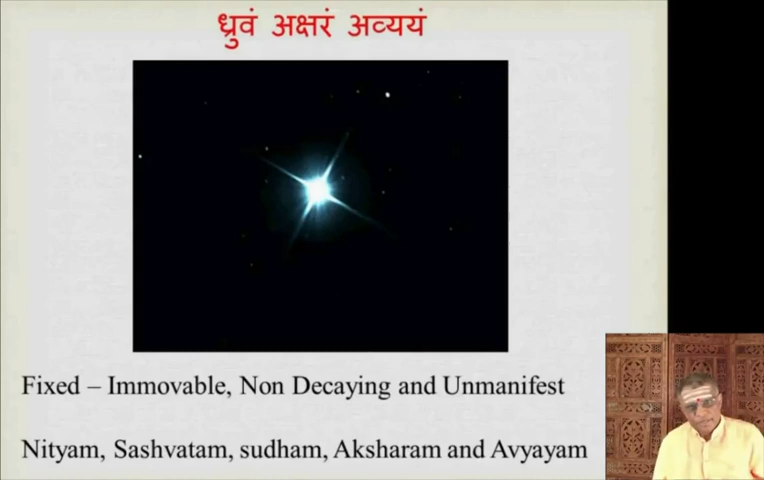 ध्रुवं अक्षरं अव्ययं
Fixed – Immovable, Non Decaying and Unmanifest
Nityam, Sashvatam, sudham, Aksharam and Avyayam